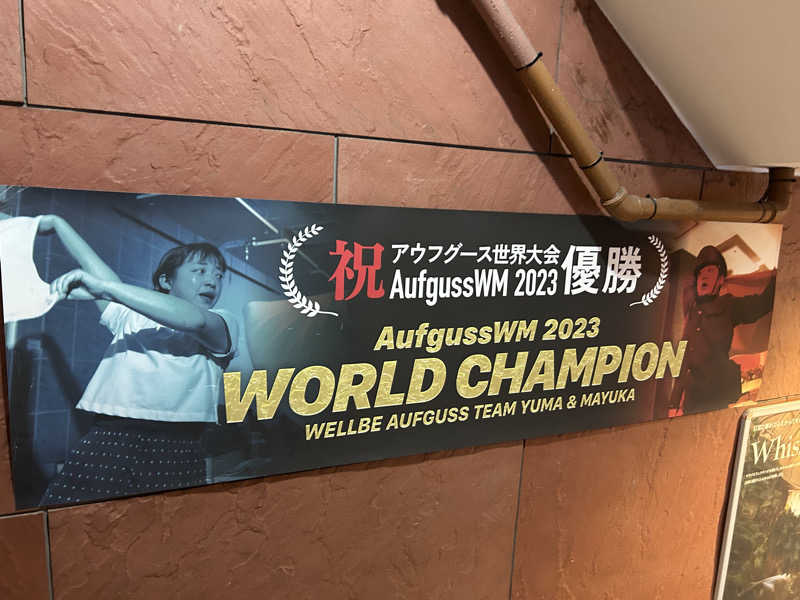 祝 アウフグース世界大会
AufgussWM 2023 優勝
AufgussWM 2023
WORLD CHAMPION
WELLBE AUFGUSS TEAM YUMA & MAYUKA